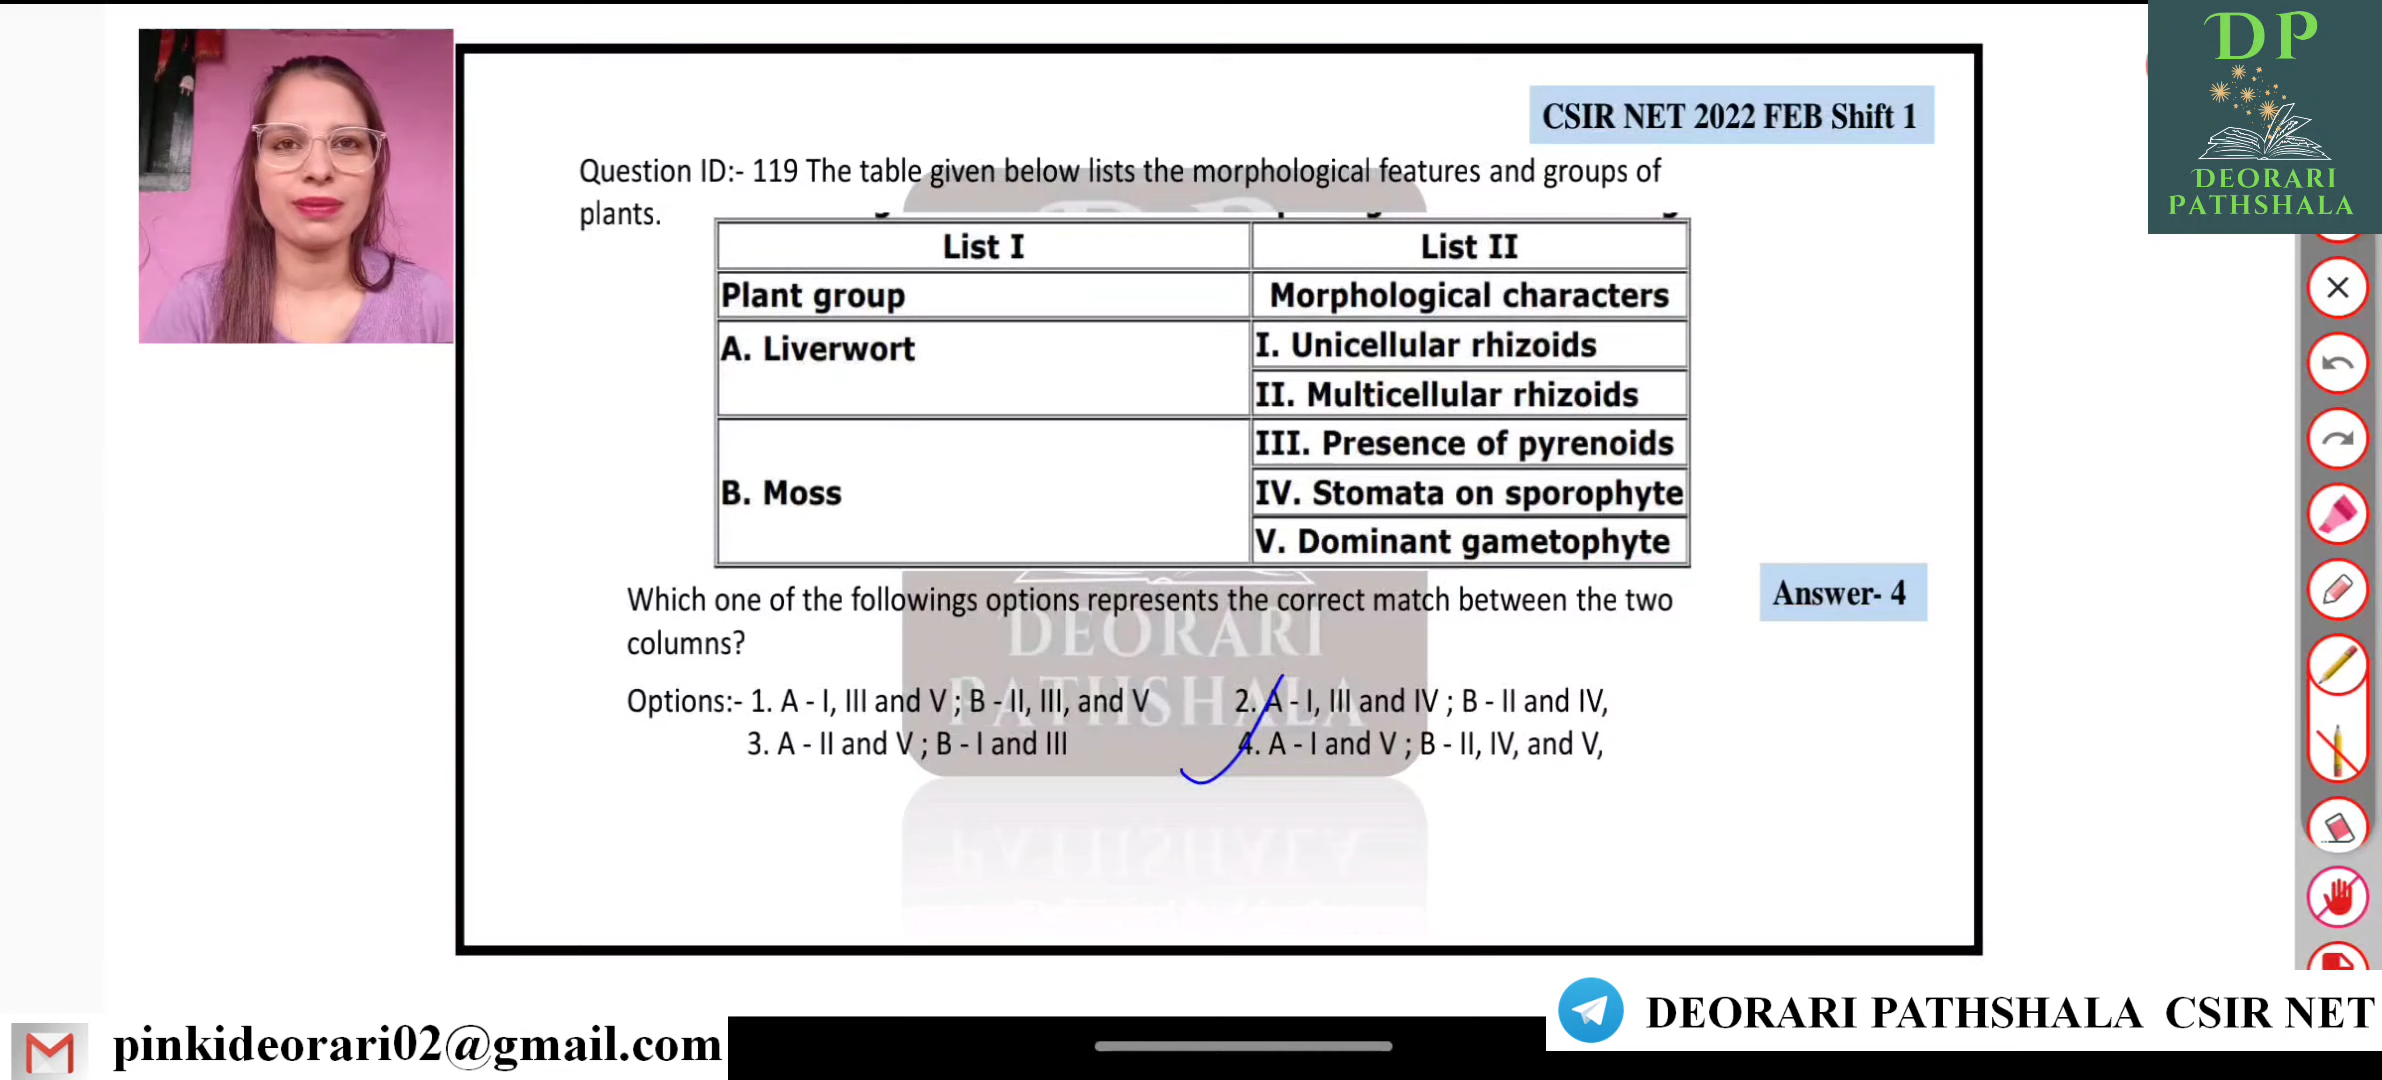 DP
DEORARI
PATHSHALA
CSIR NET 2022 FEB Shift 1
Question ID:- 119 The table given below lists the morphological features and groups of
plants.
List I
List II
Plant group
Morphological characters
A. Liverwort
I. Unicellular rhizoids
II. Multicellular rhizoids
B. Moss
III. Presence of pyrenoids
IV. Stomata on sporophyte
V. Dominant gametophyte
Which one of the followings options represents the correct match between the two
columns?
Answer- 4
DEORARI
PATHSHALA
Options:- 1. A - I, III and V ; B - II, III, and V
2. A - I, III and IV ; B - II and IV,
3. A - II and V ; B - I and III
4. A - I and V ; B - II, IV, and V,
pinkideorari02@gmail.com
DEORARI PATHSHALA CSIR NET